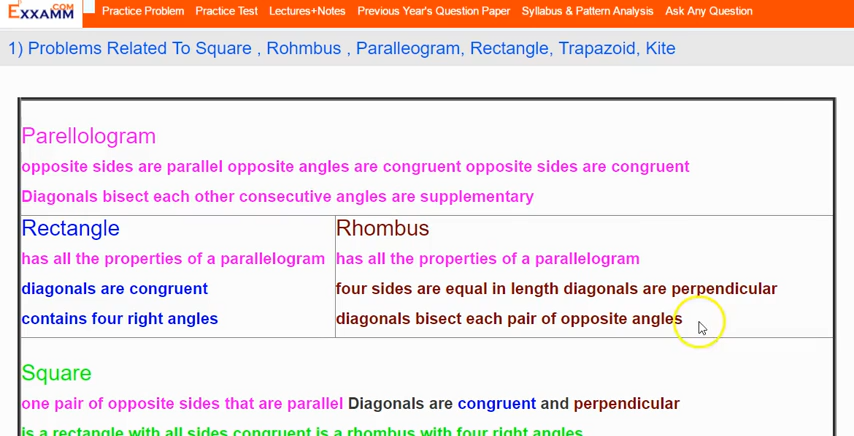 EXXAMM .COM
Practice Problem Practice Test Lectures+Notes Previous Year's Question Paper Syllabus & Pattern Analysis Ask Any Question
1) Problems Related To Square , Rohmbus , Paralleogram, Rectangle, Trapazoid, Kite
Parellologram
opposite sides are parallel opposite angles are congruent opposite sides are congruent
Diagonals bisect each other consecutive angles are supplementary
Rectangle
has all the properties of a parallelogram
diagonals are congruent
contains four right angles
Rhombus
has all the properties of a parallelogram
four sides are equal in length diagonals are perpendicular
diagonals bisect each pair of opposite angles
Square
one pair of opposite sides that are parallel Diagonals are congruent and perpendicular
is a rectangle with all sides congruent is a rhombus with four right angles